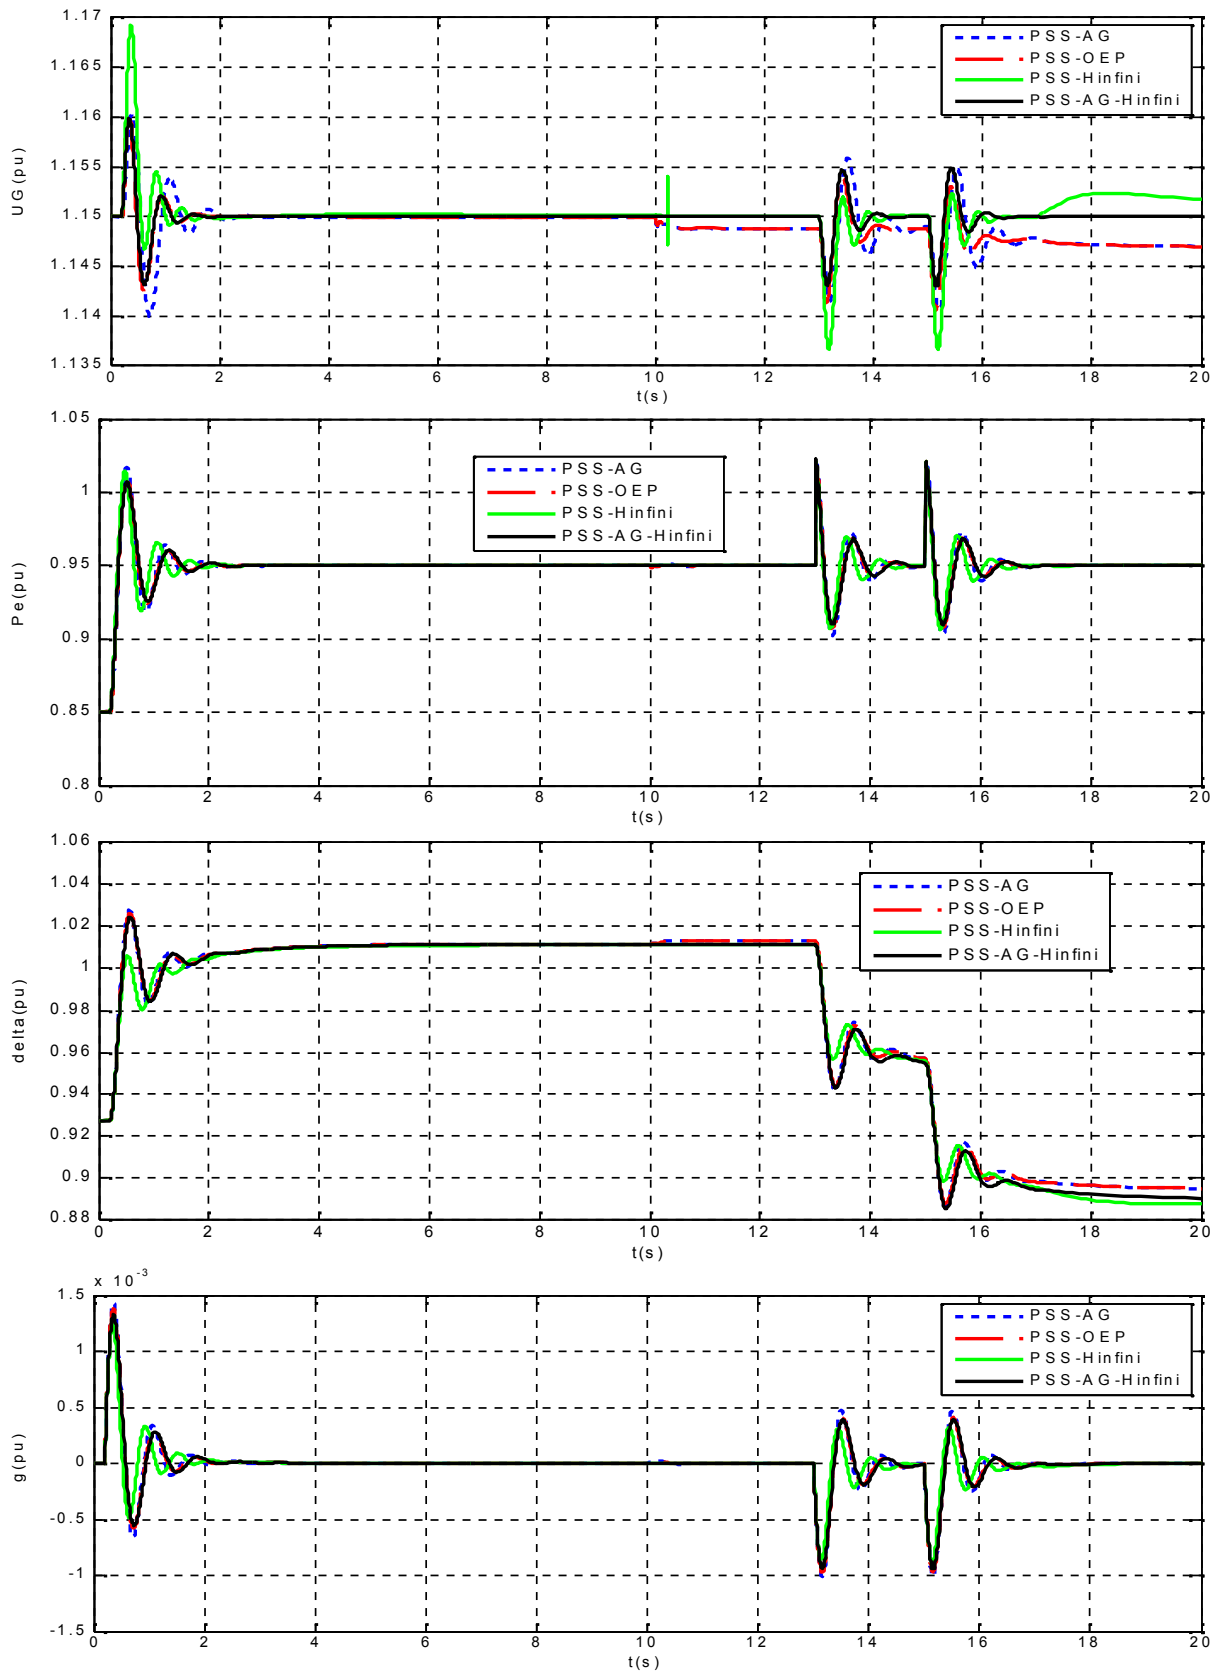 1.17
1.165
1.16
1.155
1.15
1.145
1.14
1.135
UG (pu)
PSS-AG
PSS-OEP
PSS-Hinfini
PSS-AG-Hinfini
0 2 4 6 8 10 12 14 16 18 20
t(s)
1.05
1
0.95
0.9
0.85
0.8
Pe(pu)
PSS-AG
PSS-OEP
PSS-Hinfini
PSS-AG-Hinfini
0 2 4 6 8 10 12 14 16 18 20
t(s)
1.06
1.04
1.02
1
0.98
0.96
0.94
0.92
0.9
0.88
delta(pu)
PSS-AG
PSS-OEP
PSS-Hinfini
PSS-AG-Hinfini
0 2 4 6 8 10 12 14 16 18 20
t(s)
x 10^-3
1.5
1
0.5
0
-0.5
-1
-1.5
g(pu)
PSS-AG
PSS-OEP
PSS-Hinfini
PSS-AG-Hinfini
0 2 4 6 8 10 12 14 16 18 20
t(s)